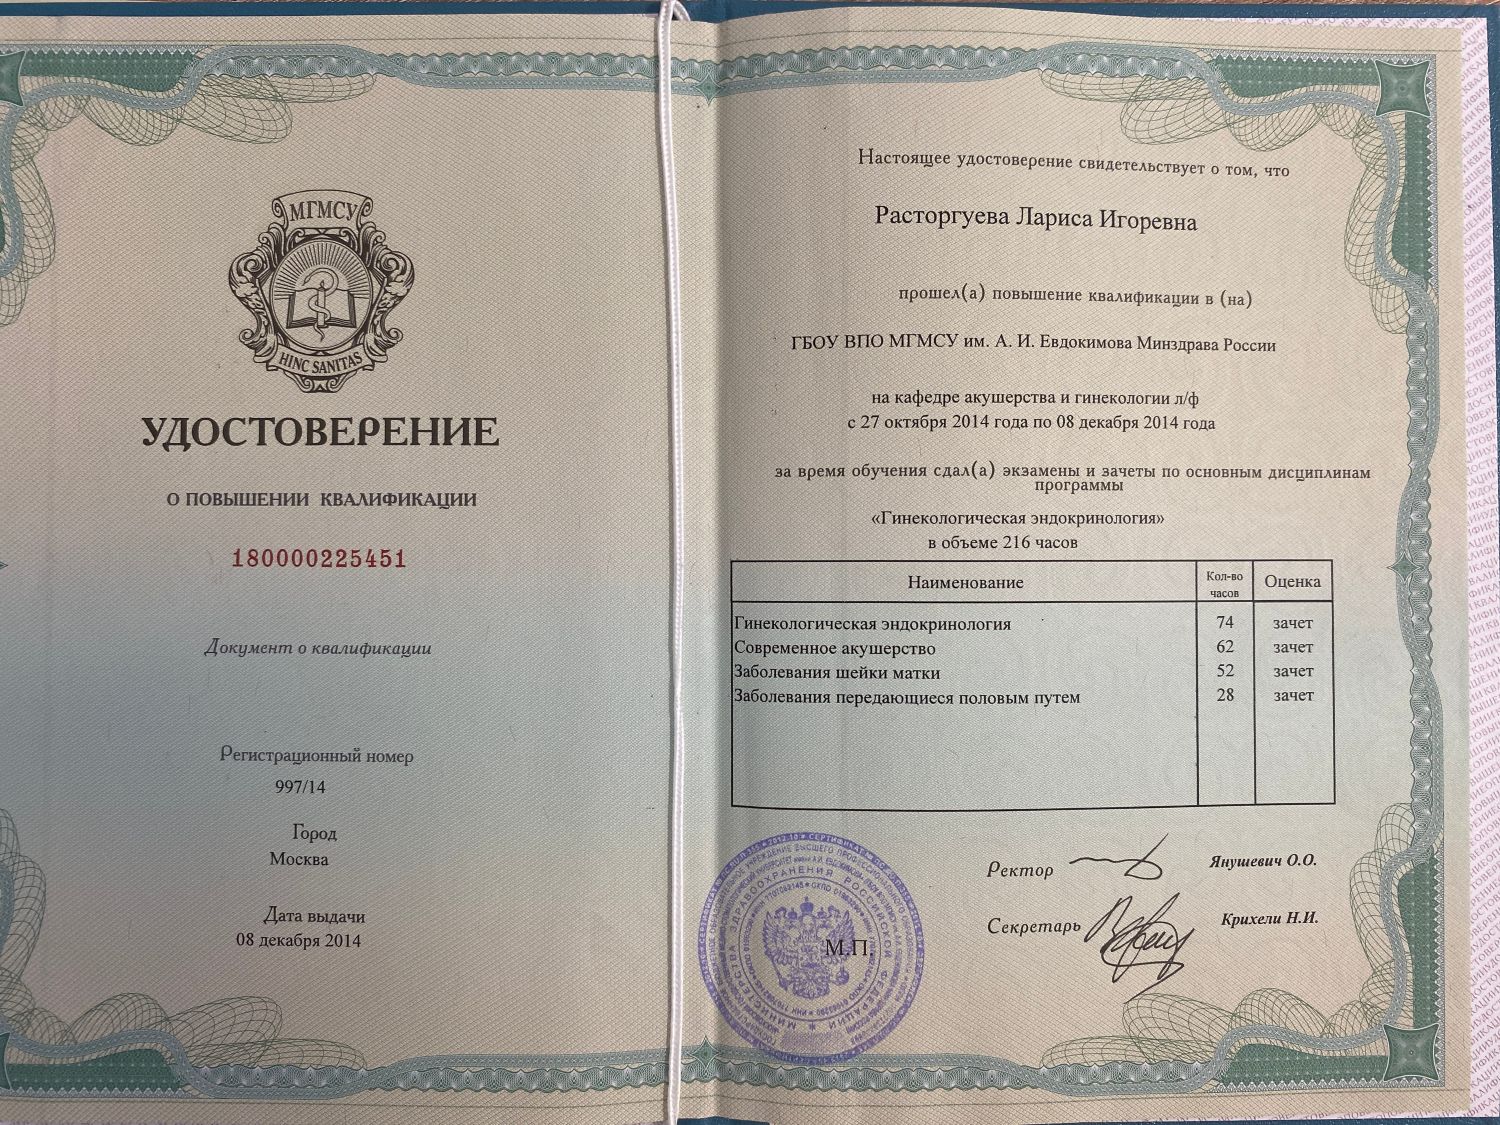 МГМСУ
HINC SANITAS
УДОСТОВЕРЕНИЕ
О ПОВЫШЕНИИ КВАЛИФИКАЦИИ
180000225451
Документ о квалификации
Регистрационный номер
997/14
Город
Москва
Дата выдачи
08 декабря 2014
Настоящее удостоверение свидетельствует о том, что
Расторгуева Лариса Игоревна
прошел(а) повышение квалификации в (на)
ГБОУ ВПО МГМСУ им. А. И. Евдокимова Минздрава России
на кафедре акушерства и гинекологии л/ф
с 27 октября 2014 года по 08 декабря 2014 года
за время обучения сдал(а) экзамены и зачеты по основным дисциплинам
программы
«Гинекологическая эндокринология»
в объеме 216 часов
Наименование Кол-во часов Оценка
Гинекологическая эндокринология 74 зачет
Современное акушерство 62 зачет
Заболевания шейки матки 52 зачет
Заболевания передающиеся половым путем 28 зачет
Ректор Янушевич О.О.
Секретарь Крихели Н.И.
М.П.
МИНИСТЕРСТВА ЗДРАВООХРАНЕНИЯ РОССИЙСКОЙ ФЕДЕРАЦИИ